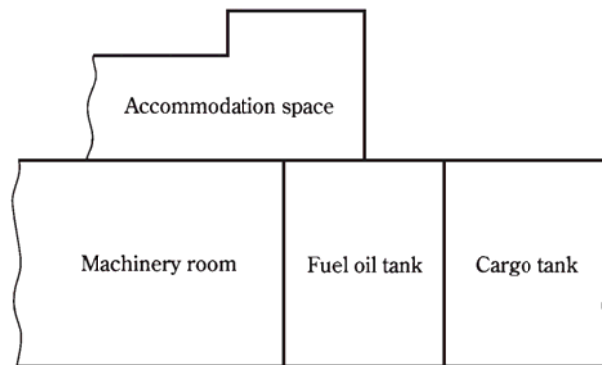 Accommodation space
Machinery room
Fuel oil tank
Cargo tank